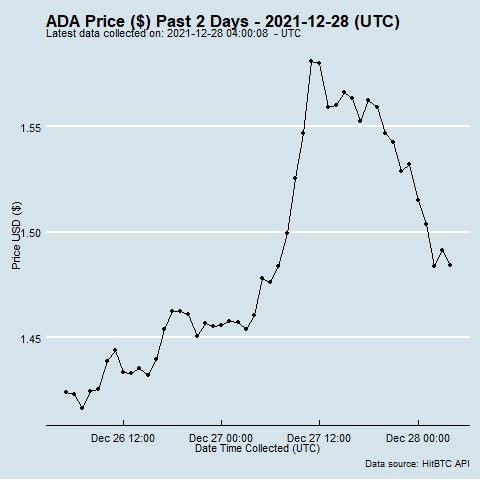 ADA Price ($) Past 2 Days - 2021-12-28 (UTC)
Latest data collected on: 2021-12-28 04:00:08 - UTC
1.55
1.50
1.45
Price USD ($)
Dec 26 12:00 Dec 27 00:00 Dec 27 12:00 Dec 28 00:00
Date Time Collected (UTC)
Data source: HitBTC API